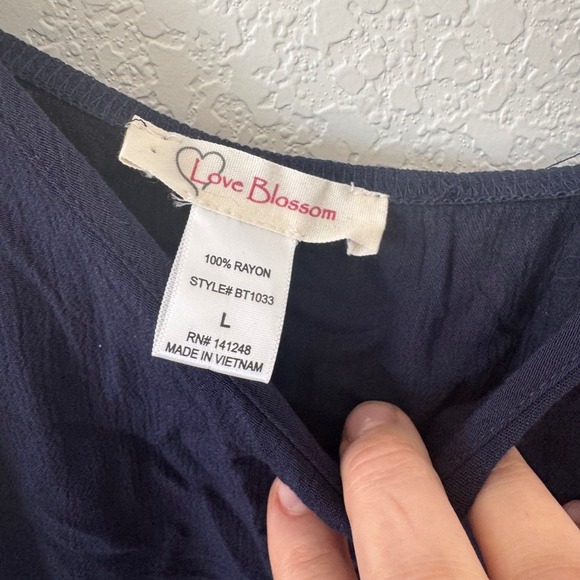 Love Blossom
100% RAYON
STYLE# BT1033
L
RN# 141248
MADE IN VIETNAM